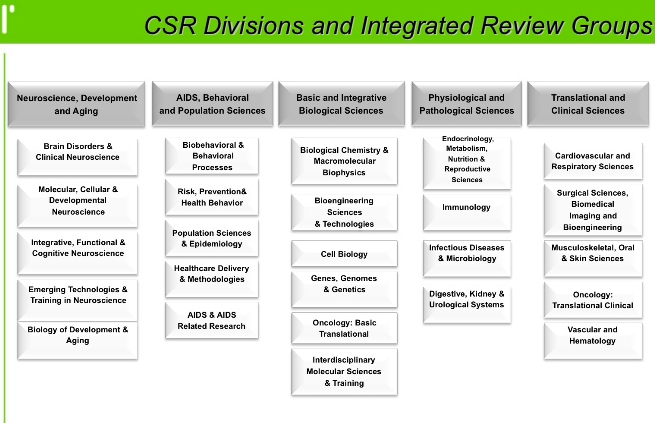 CSR Divisions and Integrated Review Groups
Neuroscience, Development
and Aging
Brain Disorders &
Clinical Neuroscience
Molecular, Cellular &
Developmental
Neuroscience
Integrative, Functional &
Cognitive Neuroscience
Emerging Technologies &
Training in Neuroscience
Biology of Development &
Aging
AIDS, Behavioral
and Population Sciences
Biobehavioral &
Behavioral
Processes
Risk, Prevention&
Health Behavior
Population Sciences
& Epidemiology
Healthcare Delivery
& Methodologies
AIDS & AIDS
Related Research
Basic and Integrative
Biological Sciences
Biological Chemistry &
Macromolecular
Biophysics
Bioengineering
Sciences
& Technologies
Cell Biology
Genes, Genomes
& Genetics
Oncology: Basic
Translational
Interdisciplinary
Molecular Sciences
& Training
Physiological and
Pathological Sciences
Endocrinology,
Metabolism,
Nutrition &
Reproductive
Sciences
Immunology
Infectious Diseases
& Microbiology
Digestive, Kidney &
Urological Systems
Translational and
Clinical Sciences
Cardiovascular and
Respiratory Sciences
Surgical Sciences,
Biomedical
Imaging and
Bioengineering
Musculoskeletal, Oral
& Skin Sciences
Oncology:
Translational Clinical
Vascular and
Hematology